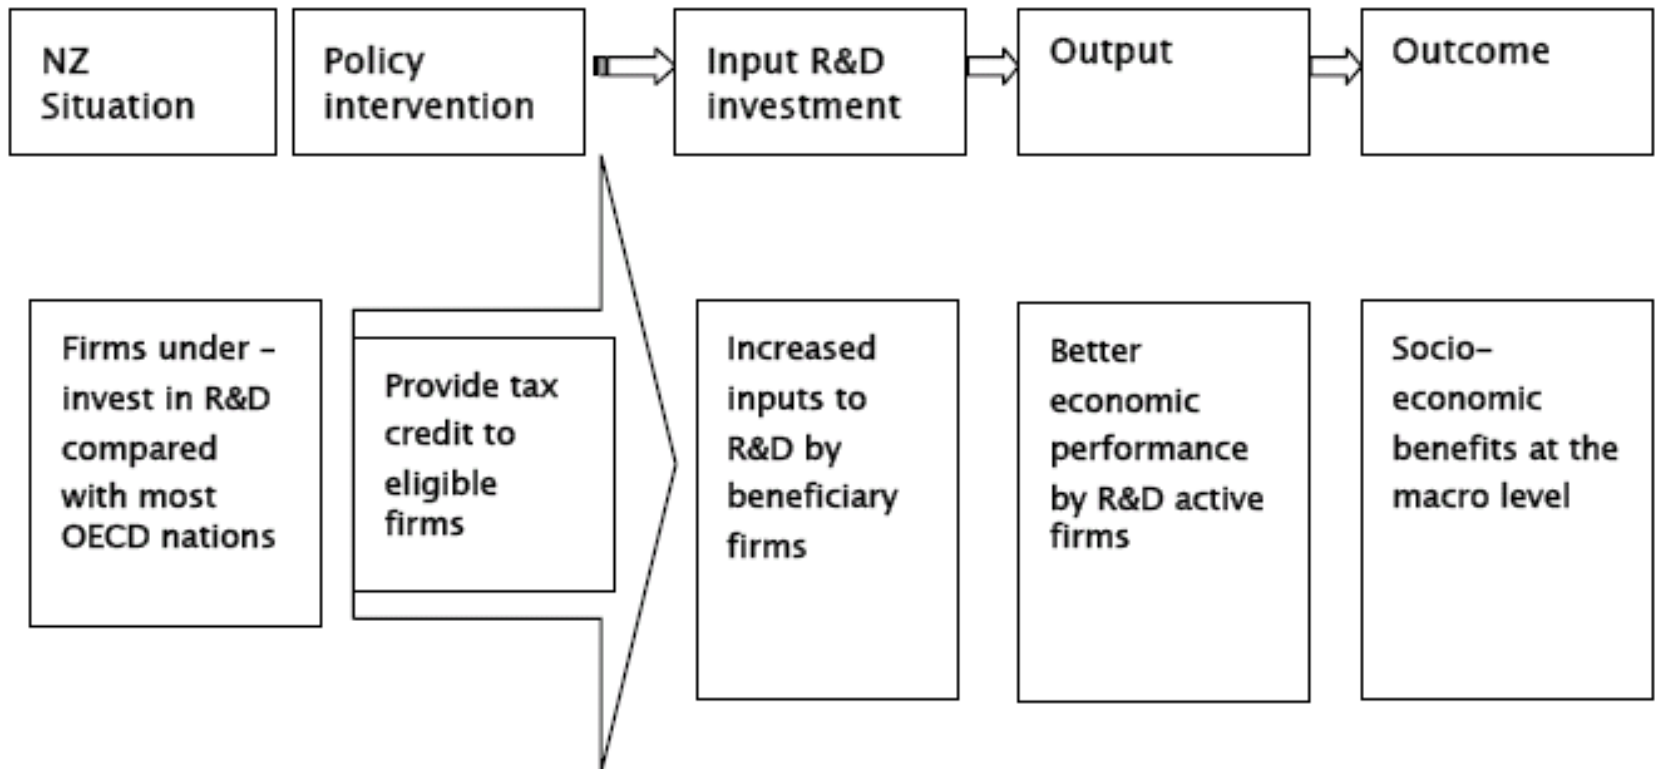 NZ
Situation
Policy
intervention
Input R&D
investment
Output
Outcome
Firms under –
invest in R&D
compared
with most
OECD nations
Provide tax
credit to
eligible
firms
Increased
inputs to
R&D by
beneficiary
firms
Better
economic
performance
by R&D active
firms
Socio–
economic
benefits at the
macro level